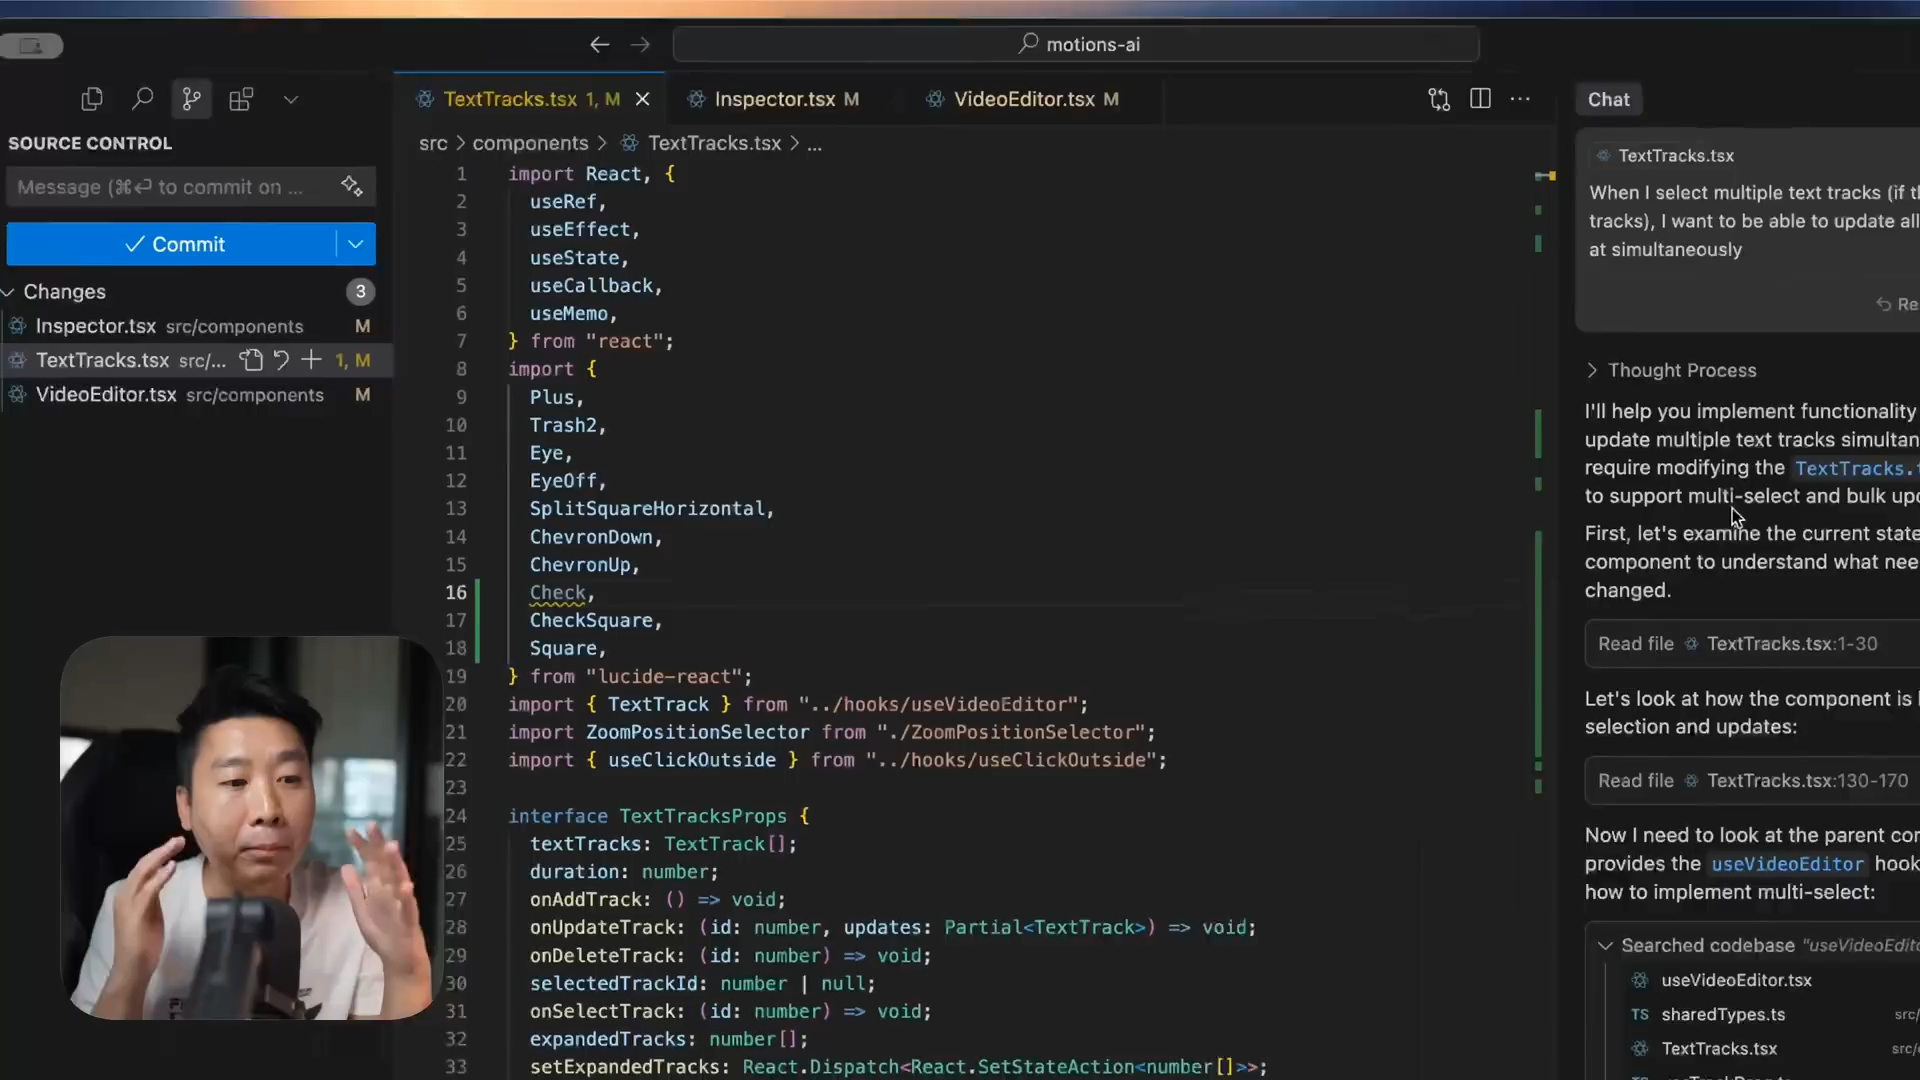 motions-ai
SOURCE CONTROL
Message (⌘⏎ to commit on ...
Commit
Changes
3
Inspector.tsx src/components M
TextTracks.tsx src/... 1, M
VideoEditor.tsx src/components M
TextTracks.tsx 1, M
Inspector.tsx M
VideoEditor.tsx M
src > components > TextTracks.tsx > ...
1 import React, {
2 useRef,
3 useEffect,
4 useState,
5 useCallback,
6 useMemo,
7 } from "react";
8 import {
9 Plus,
10 Trash2,
11 Eye,
12 EyeOff,
13 SplitSquareHorizontal,
14 ChevronDown,
15 ChevronUp,
16 Check,
17 CheckSquare,
18 Square,
19 } from "lucide-react";
20 import { TextTrack } from "../hooks/useVideoEditor";
21 import ZoomPositionSelector from "./ZoomPositionSelector";
22 import { useClickOutside } from "../hooks/useClickOutside";
23
24 interface TextTracksProps {
25 textTracks: TextTrack[];
26 duration: number;
27 onAddTrack: () => void;
28 onUpdateTrack: (id: number, updates: Partial<TextTrack>) => void;
29 onDeleteTrack: (id: number) => void;
30 selectedTrackId: number | null;
31 onSelectTrack: (id: number) => void;
32 expandedTracks: number[];
33 setExpandedTracks: React.Dispatch<React.SetStateAction<number[]>>;
Chat
TextTracks.tsx
When I select multiple text tracks (if th
tracks), I want to be able to update all
at simultaneously
Re
Thought Process
I'll help you implement functionality
update multiple text tracks simultan
require modifying the TextTracks.t
to support multi-select and bulk up
First, let's examine the current state
component to understand what nee
changed.
Read file TextTracks.tsx:1-30
Let's look at how the component is
selection and updates:
Read file TextTracks.tsx:130-170
Now I need to look at the parent co
provides the useVideoEditor hook
how to implement multi-select:
Searched codebase "useVideoEdito
useVideoEditor.tsx
TS sharedTypes.ts src/
TextTracks.tsx src/c